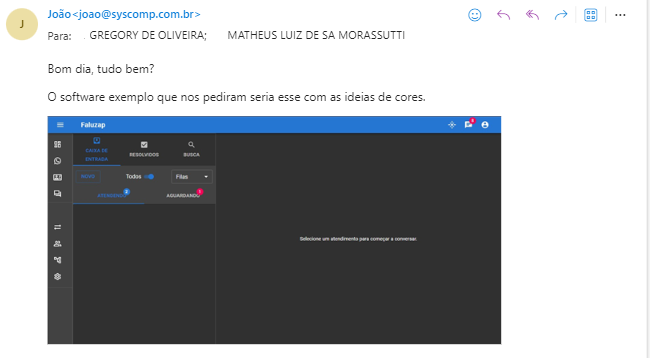 J
João<joao@syscomp.com.br>
Para: GREGORY DE OLIVEIRA; MATHEUS LUIZ DE SA MORASSUTTI
Bom dia, tudo bem?
O software exemplo que nos pediram seria esse com as ideias de cores.
Faluzap
CAIXA DE ENTRADA
RESOLVIDOS
BUSCA
NOVO
Todos
Filas
AGUARDANDO
Selecione um atendimento para começar a conversar.